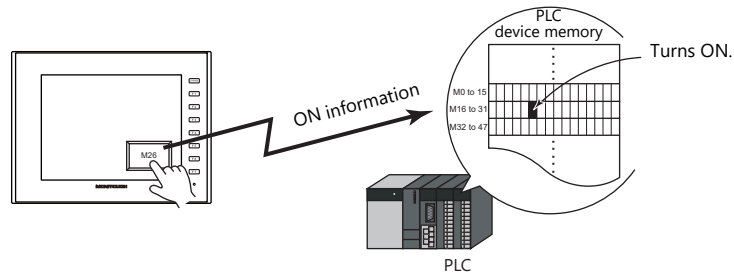 PLC
device memory
Turns ON.
M0 to 15
M16 to 31
M32 to 47
ON information
M26
MONITOUCH
PLC